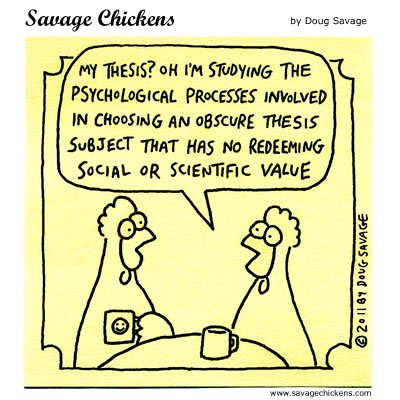 Savage Chickens
by Doug Savage
MY THESIS? OH I'M STUDYING THE
PSYCHOLOGICAL PROCESSES INVOLVED
IN CHOOSING AN OBSCURE THESIS
SUBJECT THAT HAS NO REDEEMING
SOCIAL OR SCIENTIFIC VALUE
© 2011 BY DOUG SAVAGE
www.savagechickens.com